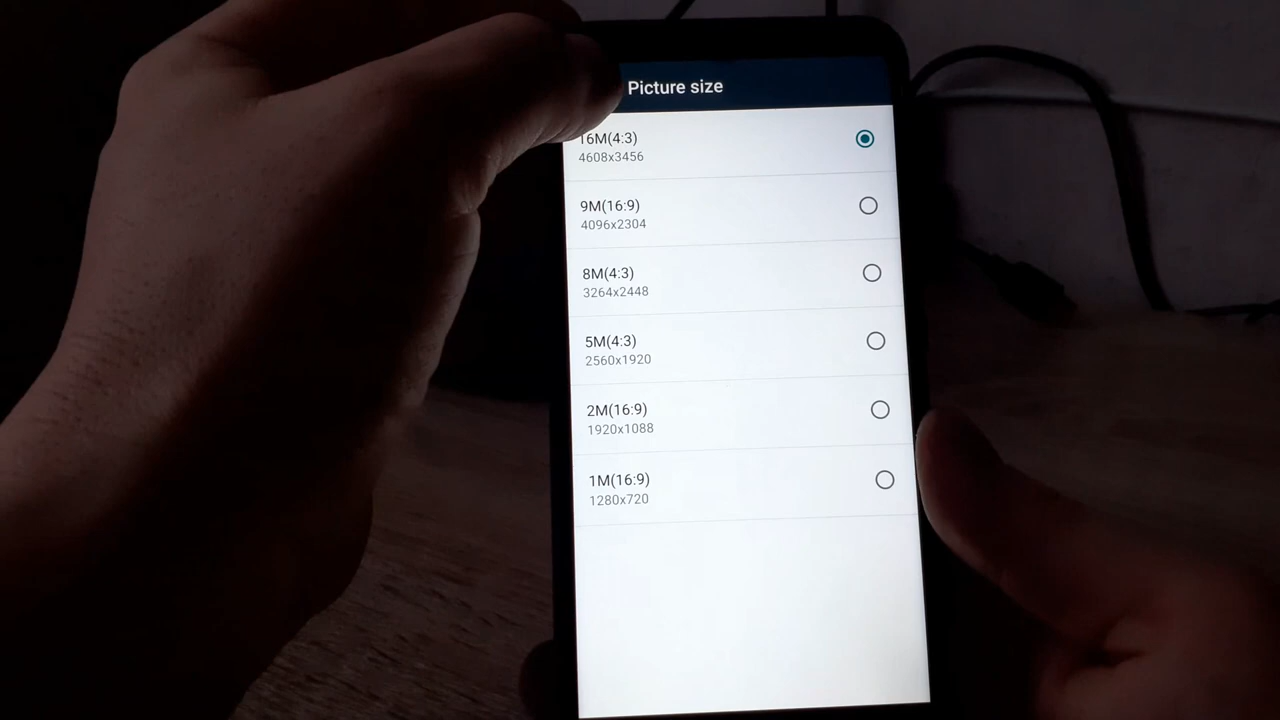 Picture size
16M(4:3)
4608x3456
9M(16:9)
4096x2304
8M(4:3)
3264x2448
5M(4:3)
2560x1920
2M(16:9)
1920x1088
1M(16:9)
1280x720